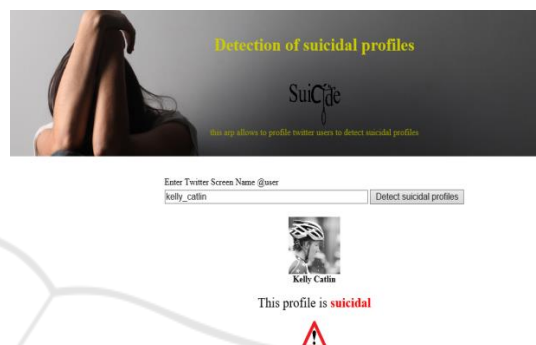 Detection of suicidal profiles
Suicide
this arp allows to profile twitter users to detect suicidal profiles
Enter Twitter Screen Name @user
kelly_catlin
Detect suicidal profiles
Kelly Catlin
This profile is suicidal
!